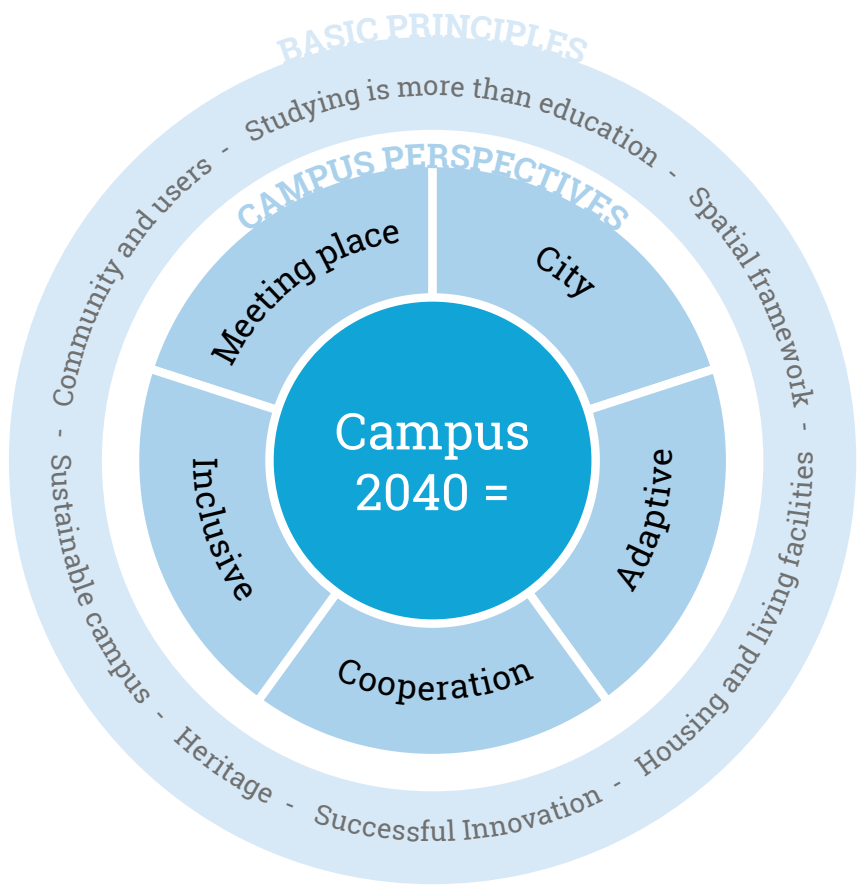 BASIC PRINCIPLES
Community and users - Studying is more than education - Spatial framework - Housing and living facilities - Successful Innovation - Heritage - Sustainable campus -
CAMPUS PERSPECTIVES
Meeting place
City
Adaptive
Cooperation
Inclusive
Campus
2040 =